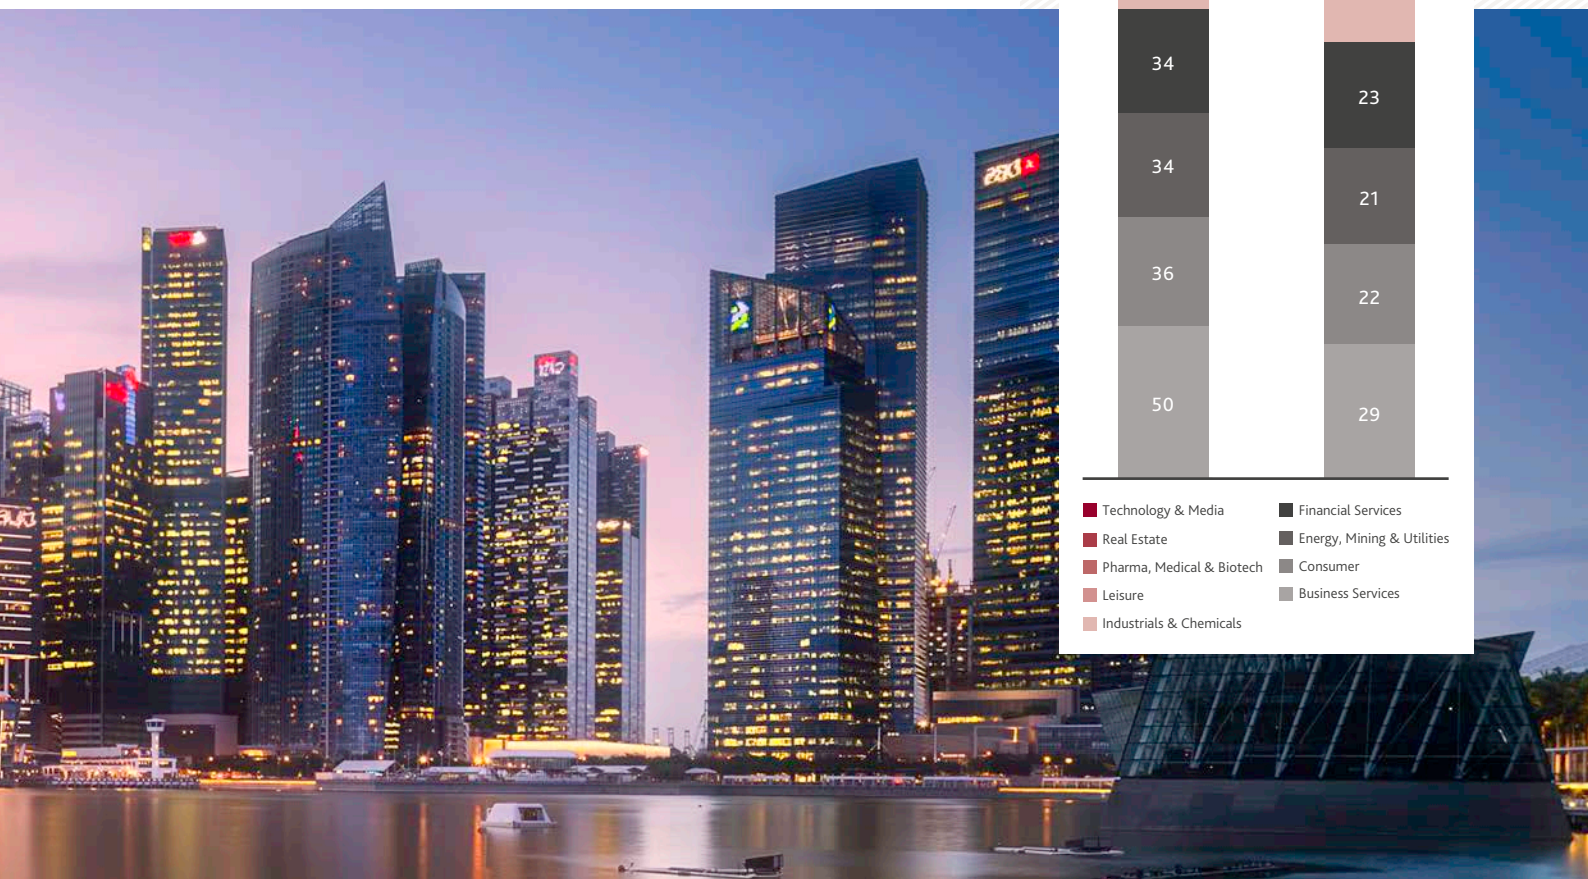 34
23
34
21
36
22
50
29
Technology & Media
Real Estate
Pharma, Medical & Biotech
Leisure
Industrials & Chemicals
Financial Services
Energy, Mining & Utilities
Consumer
Business Services
DBS